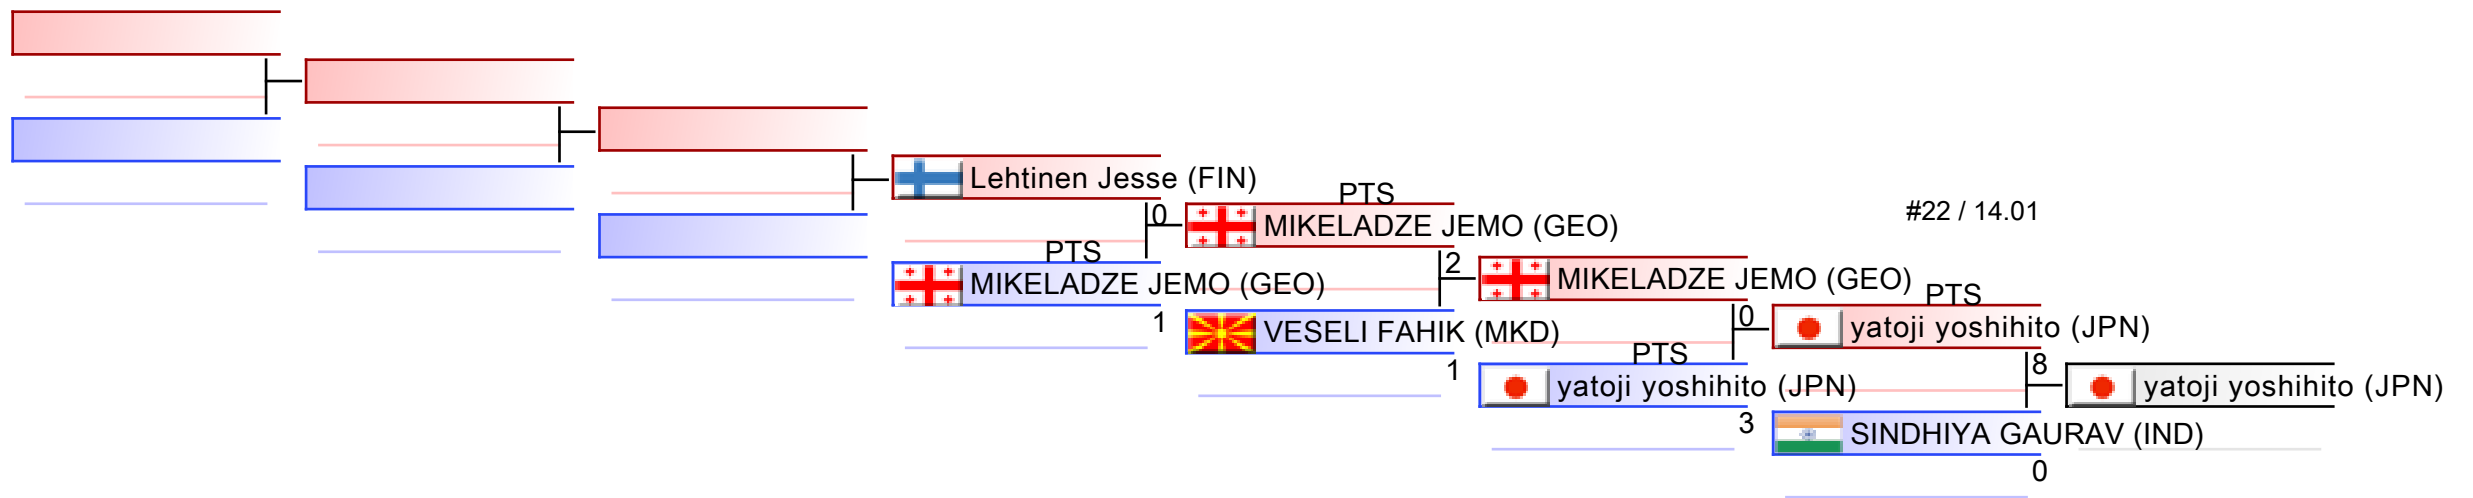 Lehtinen Jesse (FIN)
PTS
#22 / 14.01
0
MIKELADZE JEMO (GEO)
PTS
MIKELADZE JEMO (GEO)
2
MIKELADZE JEMO (GEO)
PTS
1
VESELI FAHIK (MKD)
0
yatoji yoshihito (JPN)
PTS
1
yatoji yoshihito (JPN)
8
yatoji yoshihito (JPN)
3
SINDHIYA GAURAV (IND)
0